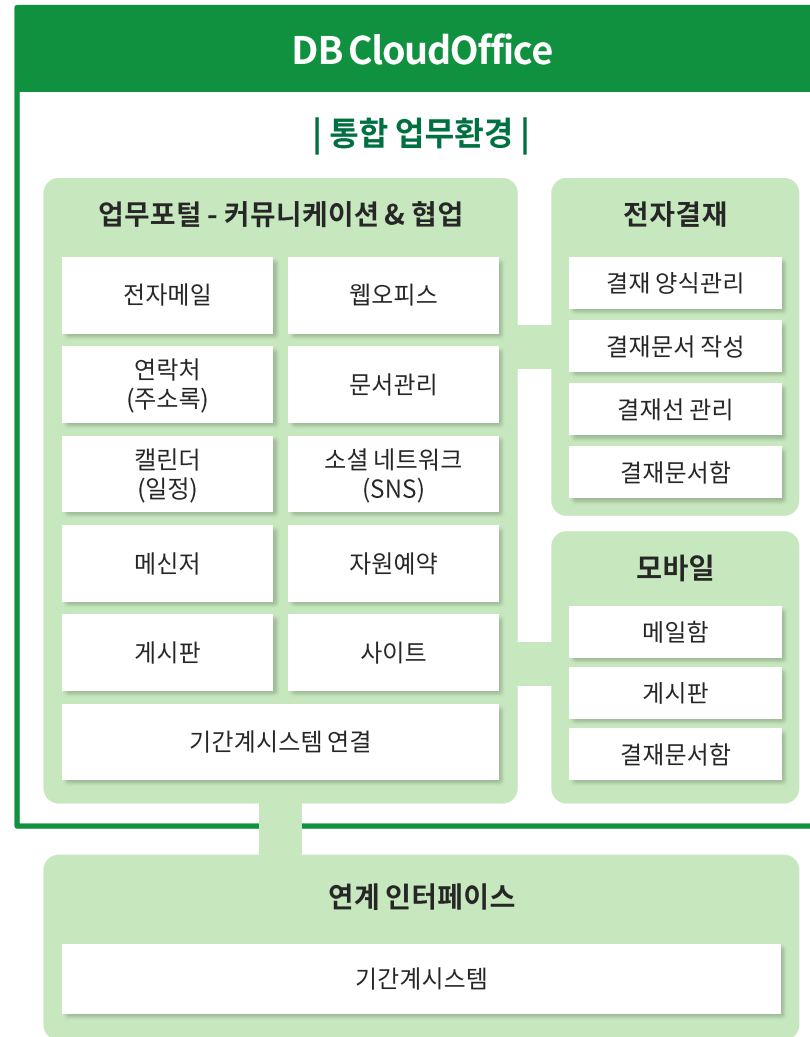 DB CloudOffice
| 통합 업무환경 |
업무포털 - 커뮤니케이션 & 협업
전자메일
웹오피스
연락처
(주소록)
문서관리
캘린더
(일정)
소셜 네트워크
(SNS)
메신저
자원예약
게시판
사이트
기간계시스템 연결
전자결재
결재 양식관리
결재문서 작성
결재선 관리
결재문서함
모바일
메일함
게시판
결재문서함
연계 인터페이스
기간계시스템